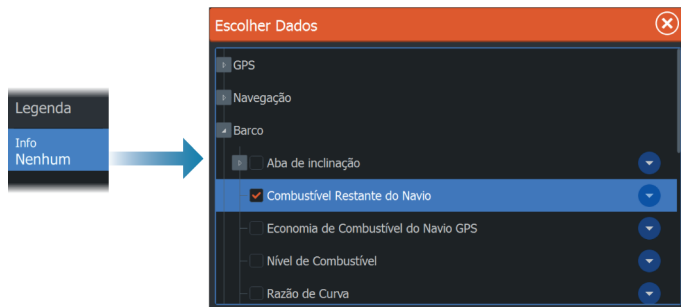 Legenda
Info
Nenhum
Escolher Dados
GPS
Navegação
Barco
Aba de inclinação
Combustível Restante do Navio
Economia de Combustível do Navio GPS
Nível de Combustível
Razão de Curva